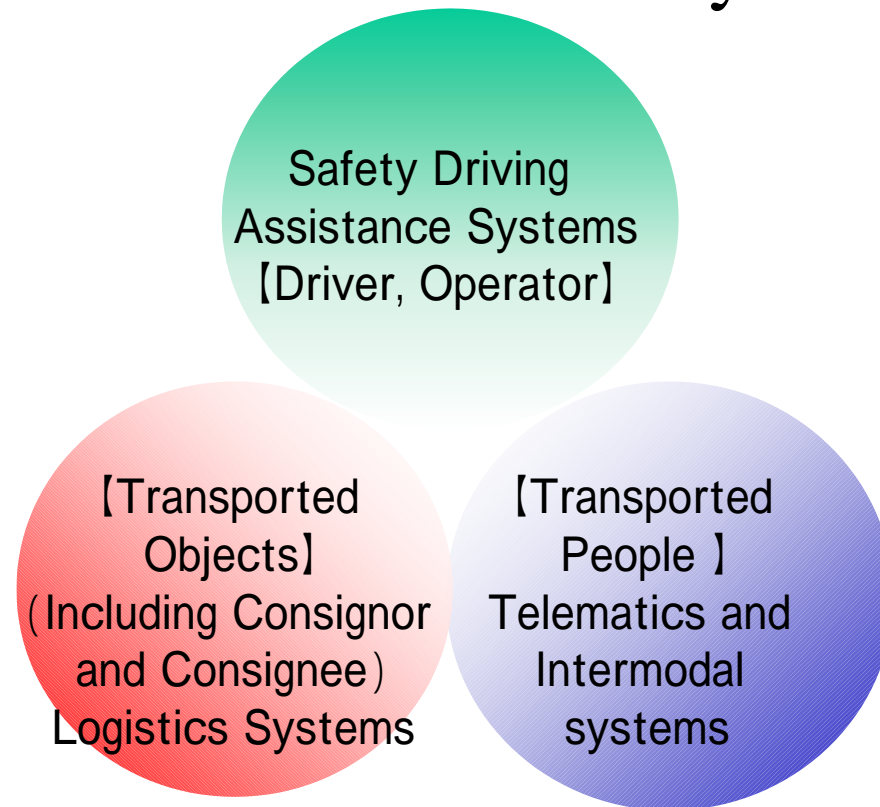 Safety Driving
Assistance Systems
【Driver, Operator】
【Transported
Objects】
(Including Consignor
and Consignee)
Logistics Systems
【Transported
People 】
Telematics and
Intermodal
systems